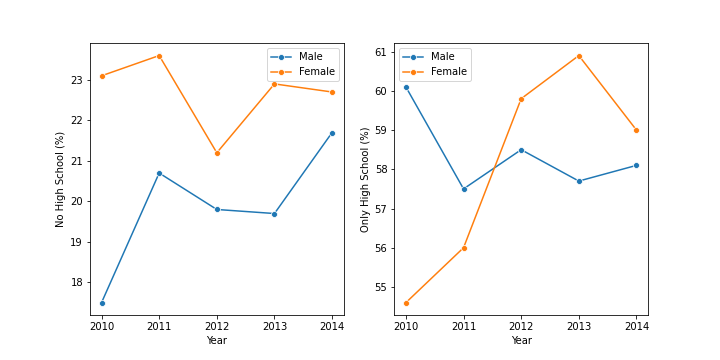 No High School (%)
23
22
21
20
19
18
2010 2011 2012 2013 2014
Year
Male
Female
Only High School (%)
61
60
59
58
57
56
55
2010 2011 2012 2013 2014
Year
Male
Female